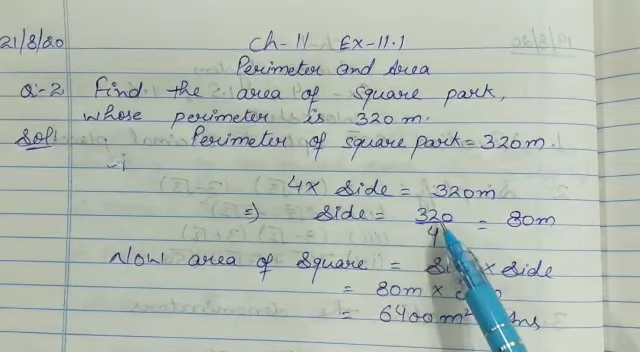 21/8/20 Ch-11 Ex-11.1
Perimeter and Area
Q-2 Find the area of square park,
whose perimeter is 320m.
Sol: Perimeter of square park = 320m.
4x Side = 320m
⇒ Side = 320/4 = 80m
Now area of Square = Side x Side
= 80m x
= 6400m² Ans